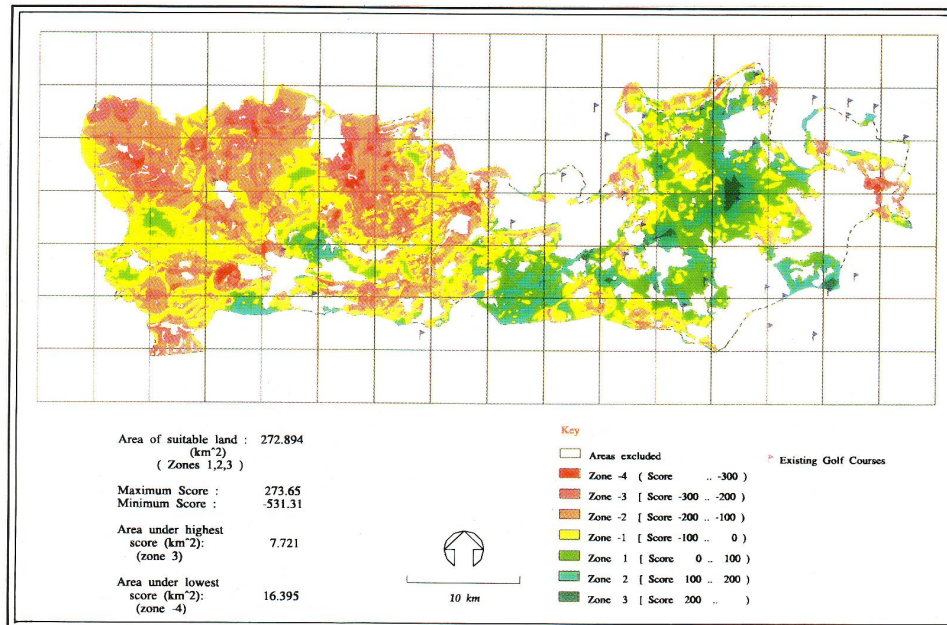 Area of suitable land : 272.894
(km^2)
( Zones 1,2,3 )
Maximum Score : 273.65
Minimum Score : -531.31
Area under highest
score (km^2): 7.721
(zone 3)
Area under lowest
score (km^2): 16.395
(zone -4)
10 km
Key
Areas excluded
Zone -4 ( Score .. -300 )
Zone -3 [ Score -300 .. -200 )
Zone -2 [ Score -200 .. -100 )
Zone -1 [ Score -100 .. 0 )
Zone 1 [ Score 0 .. 100 )
Zone 2 [ Score 100 .. 200 )
Zone 3 [ Score 200 .. )
Existing Golf Courses